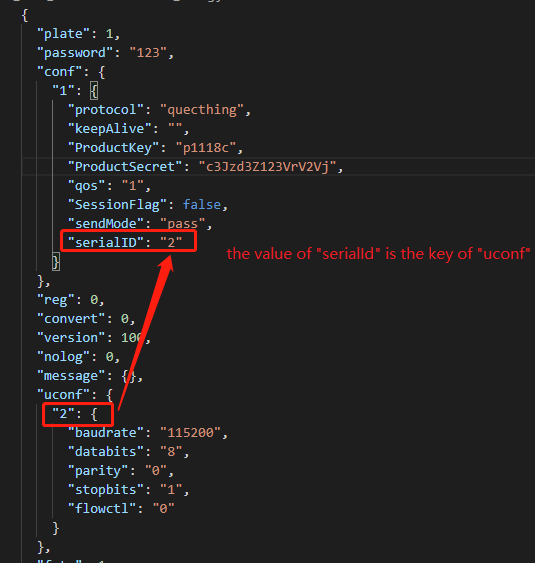 {
"plate": 1,
"password": "123",
"conf": {
"1": {
"protocol": "quecthing",
"keepAlive": "",
"ProductKey": "p1118c",
"ProductSecret": "c3Jzd3Z123VrV2Vj",
"qos": "1",
"SessionFlag": false,
"sendMode": "pass",
"serialID": "2"
the value of "serialId" is the key of "uconf"
}
},
"reg": 0,
"convert": 0,
"version": 100,
"nolog": 0,
"message": {},
"uconf": {
"2": {
"baudrate": "115200",
"databits": "8",
"parity": "0",
"stopbits": "1",
"flowctl": "0"
}
},